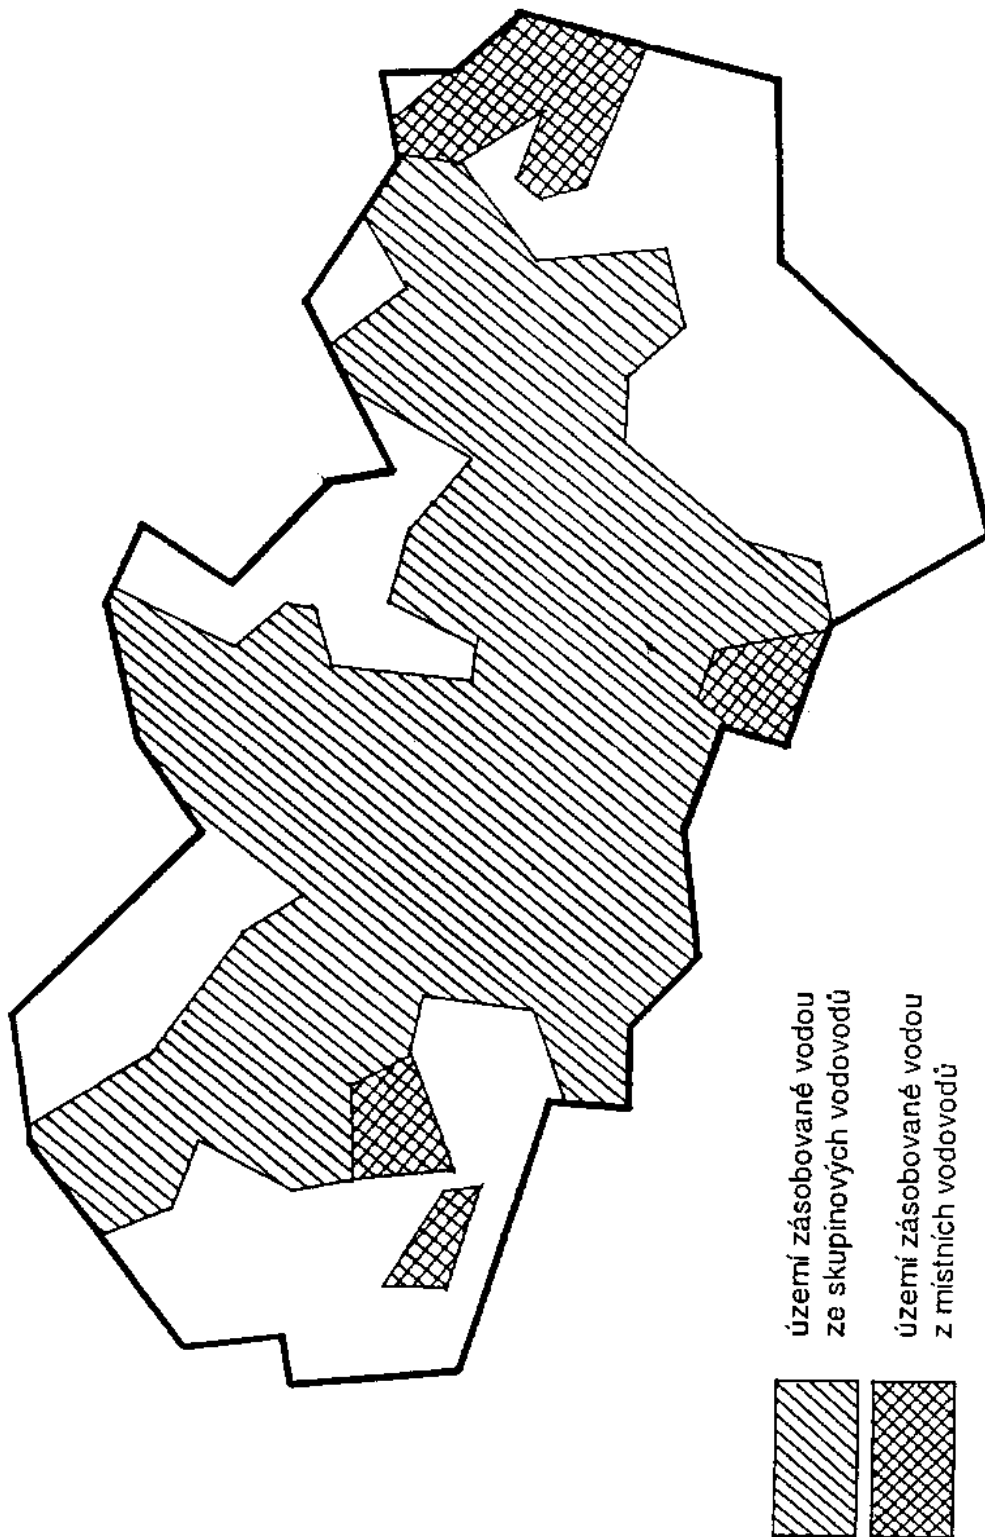 území zásobované vodou
ze skupinových vodovodů
území zásobované vodou
z místních vodovodů